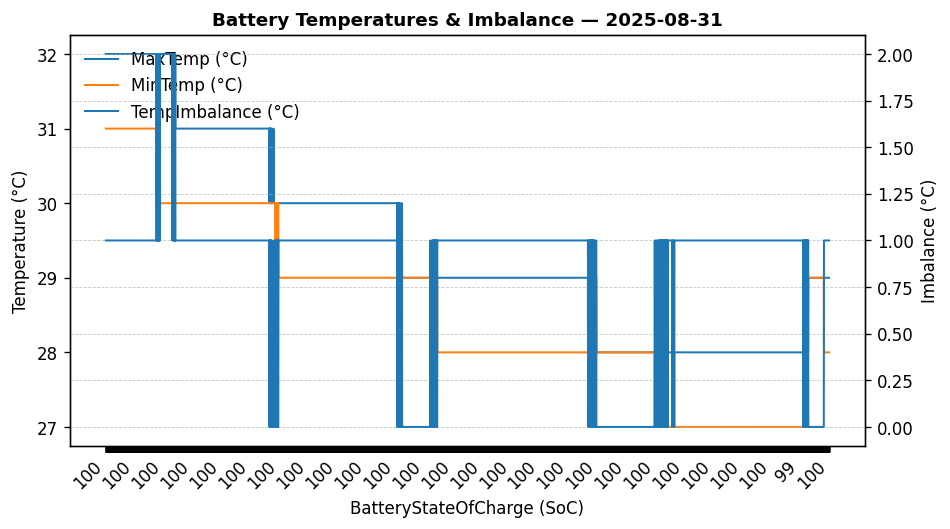 Battery Temperatures & Imbalance — 2025-08-31
MaxTemp (°C)
MinTemp (°C)
TempImbalance (°C)
32
31
30
29
28
27
Temperature (°C)
2.00
1.75
1.50
1.25
1.00
0.75
0.50
0.25
0.00
Imbalance (°C)
100 100 100 100 100 100 100 100 100 100 100 100 100 100 100 100 100 100 100 100 100 100 100 100 99 100
BatteryStateOfCharge (SoC)